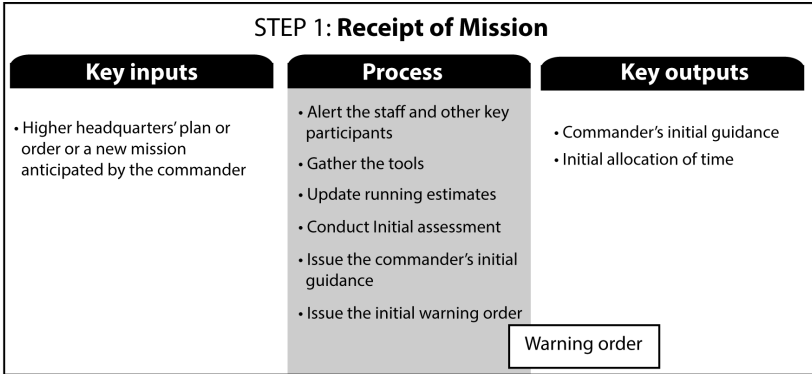 STEP 1: Receipt of Mission
Key inputs
• Higher headquarters’ plan or
order or a new mission
anticipated by the commander
Process
• Alert the staff and other key
participants
• Gather the tools
• Update running estimates
• Conduct Initial assessment
• Issue the commander’s initial
guidance
• Issue the initial warning order
Key outputs
• Commander’s initial guidance
• Initial allocation of time
Warning order